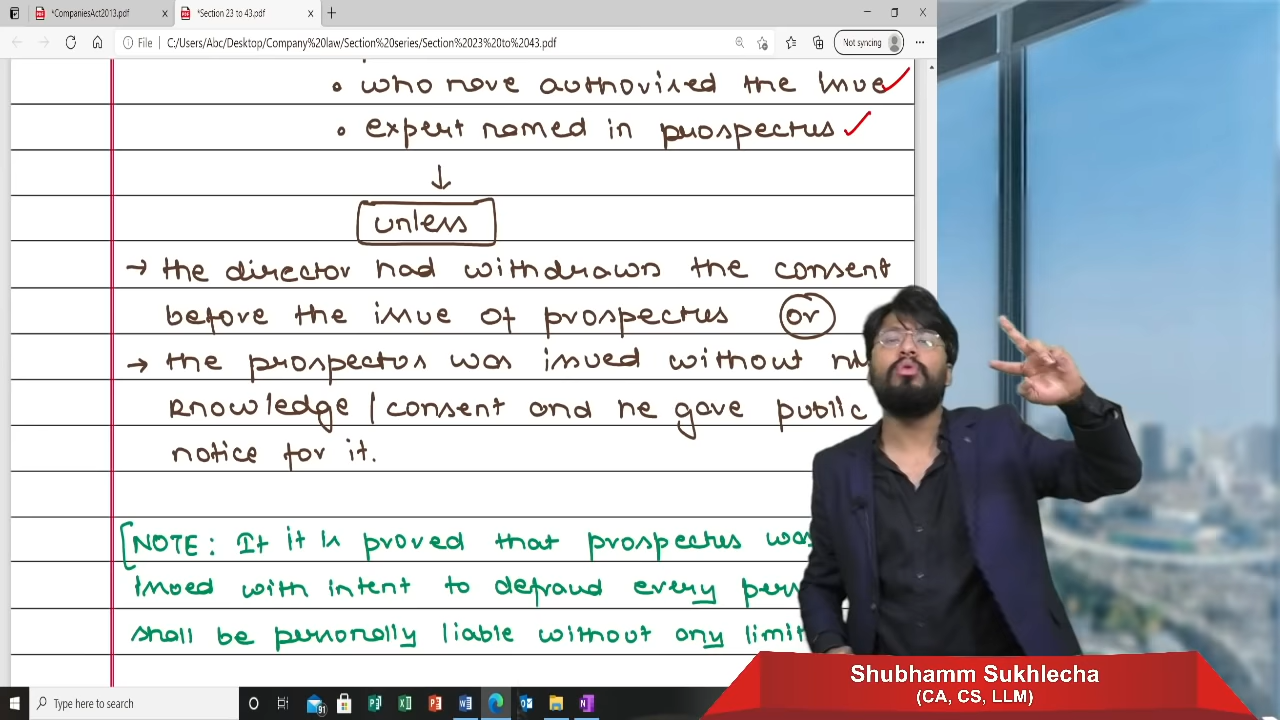 *CompaniesAct2013.pdf
*Section 23 to 43.pdf
File C:/Users/Abc/Desktop/Company%20law/Section%20series/Section%2023%20to%2043.pdf Not syncing
• who have authorised the issue
• expert named in prospectus
unless
→ the director had withdrawn the consent
before the issue of prospectus or
→ the prospectus was issued without
knowledge / consent and he gave public
notice for it.
[NOTE: If it is proved that prospectus was
issued with intent to defraud every
shall be personally liable without any
Shubhamm Sukhlecha
(CA, CS, LLM)
Type here to search
91